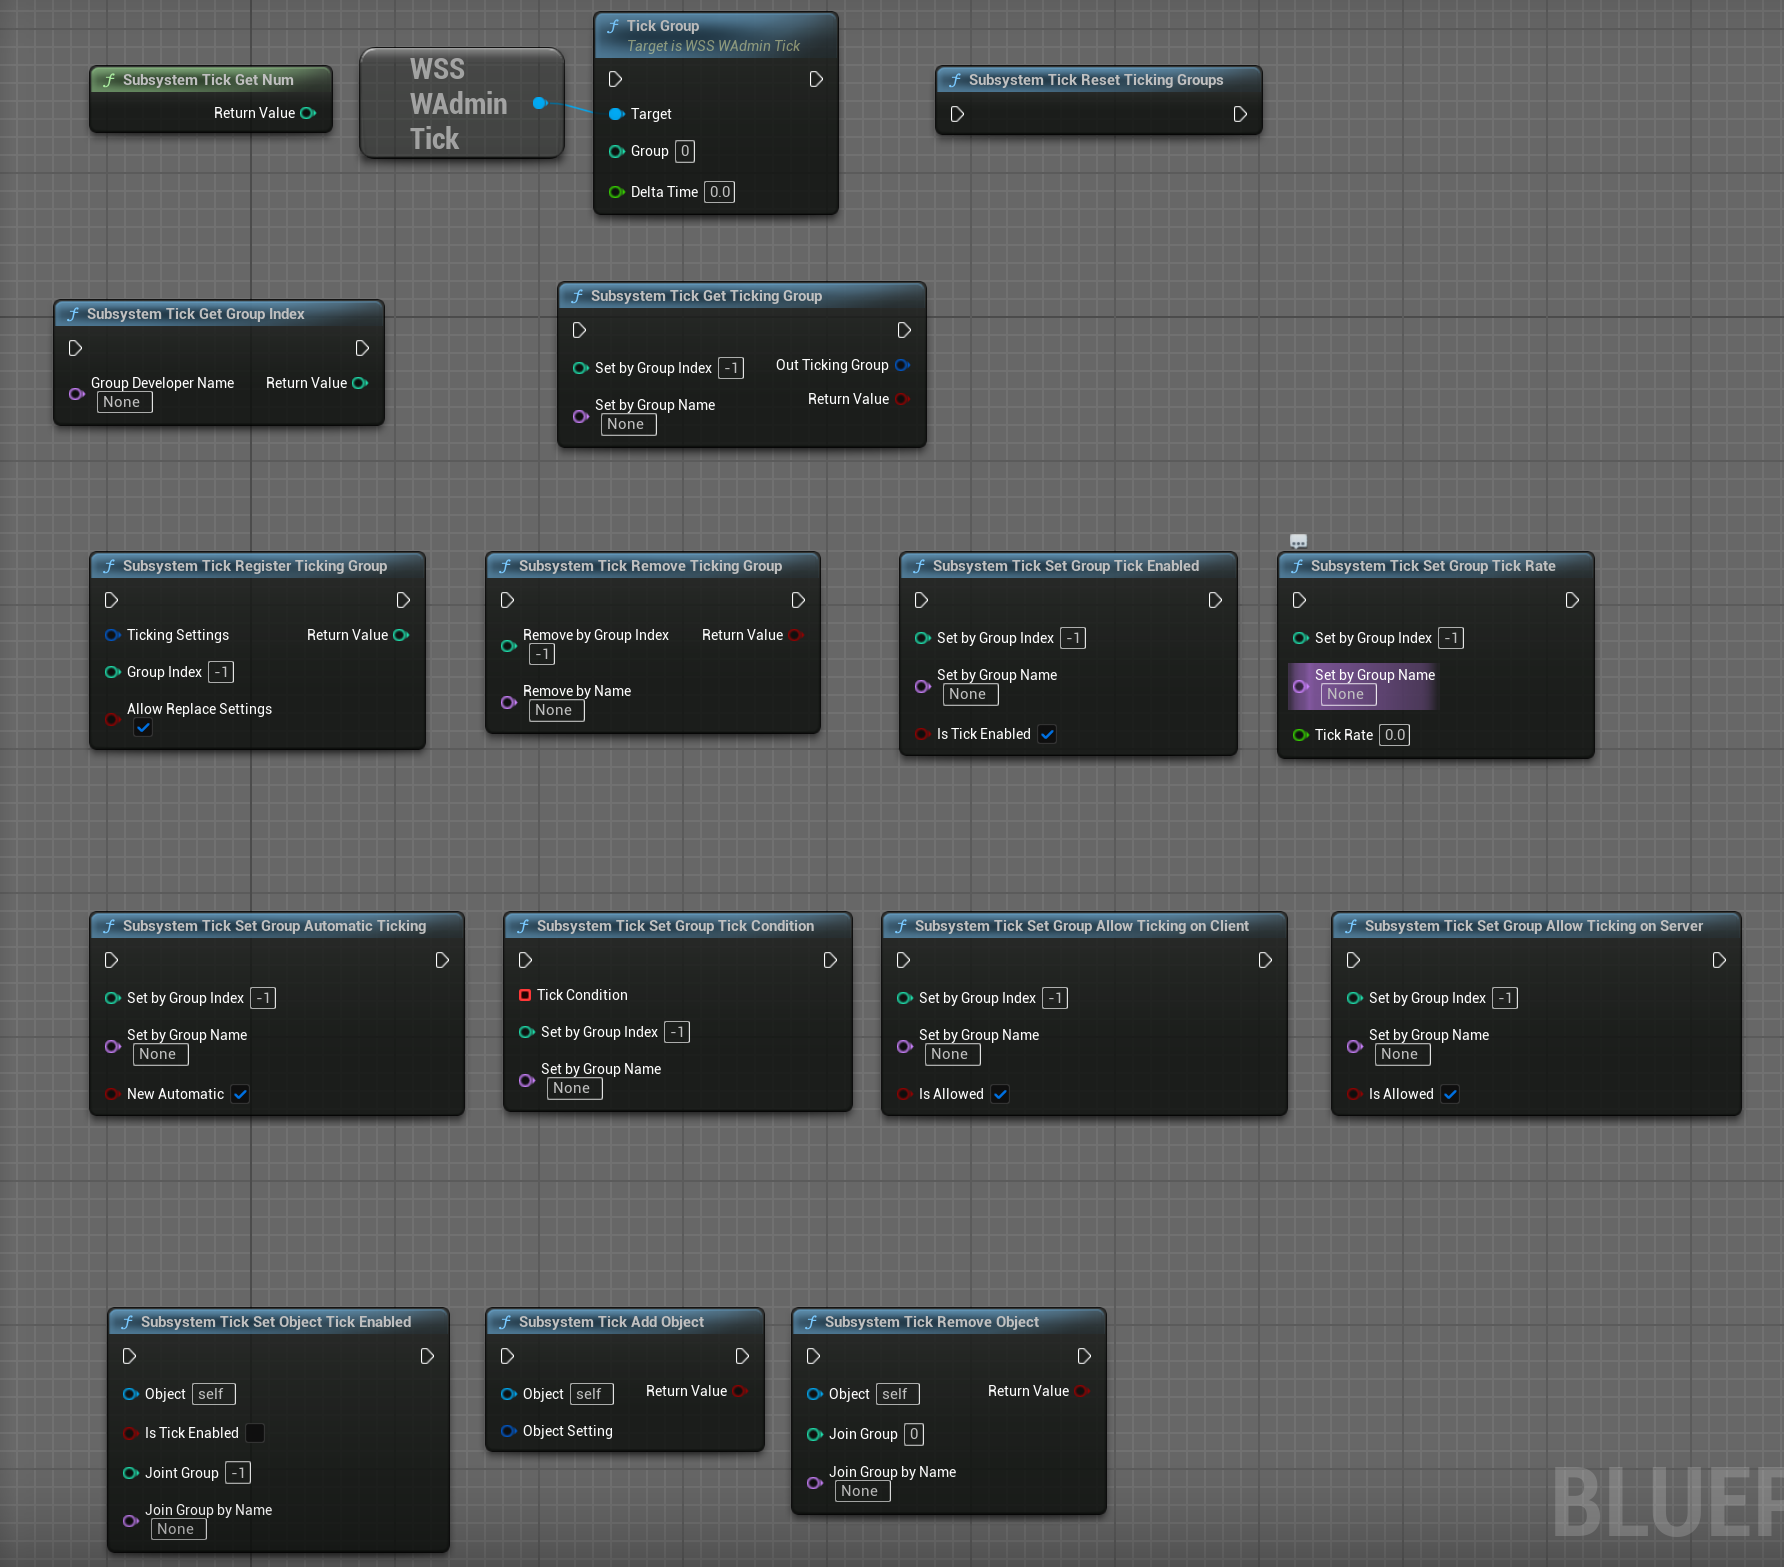 Subsystem Tick Get Num
Return Value
WSS
WAdmin
Tick
Tick Group
Target is WSS WAdmin Tick
Target
Group 0
Delta Time 0.0
Subsystem Tick Reset Ticking Groups
Subsystem Tick Get Group Index
Group Developer Name Return Value
None
Subsystem Tick Get Ticking Group
Set by Group Index -1 Out Ticking Group
Set by Group Name Return Value
None
Subsystem Tick Register Ticking Group
Ticking Settings Return Value
Group Index -1
Allow Replace Settings
Subsystem Tick Remove Ticking Group
Remove by Group Index Return Value
-1
Remove by Name
None
Subsystem Tick Set Group Tick Enabled
Set by Group Index -1
Set by Group Name
None
Is Tick Enabled
Subsystem Tick Set Group Tick Rate
Set by Group Index -1
Set by Group Name
None
Tick Rate 0.0
Subsystem Tick Set Group Automatic Ticking
Set by Group Index -1
Set by Group Name
None
New Automatic
Subsystem Tick Set Group Tick Condition
Tick Condition
Set by Group Index -1
Set by Group Name
None
Subsystem Tick Set Group Allow Ticking on Client
Set by Group Index -1
Set by Group Name
None
Is Allowed
Subsystem Tick Set Group Allow Ticking on Server
Set by Group Index -1
Set by Group Name
None
Is Allowed
Subsystem Tick Set Object Tick Enabled
Object self
Is Tick Enabled
Joint Group -1
Join Group by Name
None
Subsystem Tick Add Object
Object self Return Value
Object Setting
Subsystem Tick Remove Object
Object self Return Value
Join Group 0
Join Group by Name
None